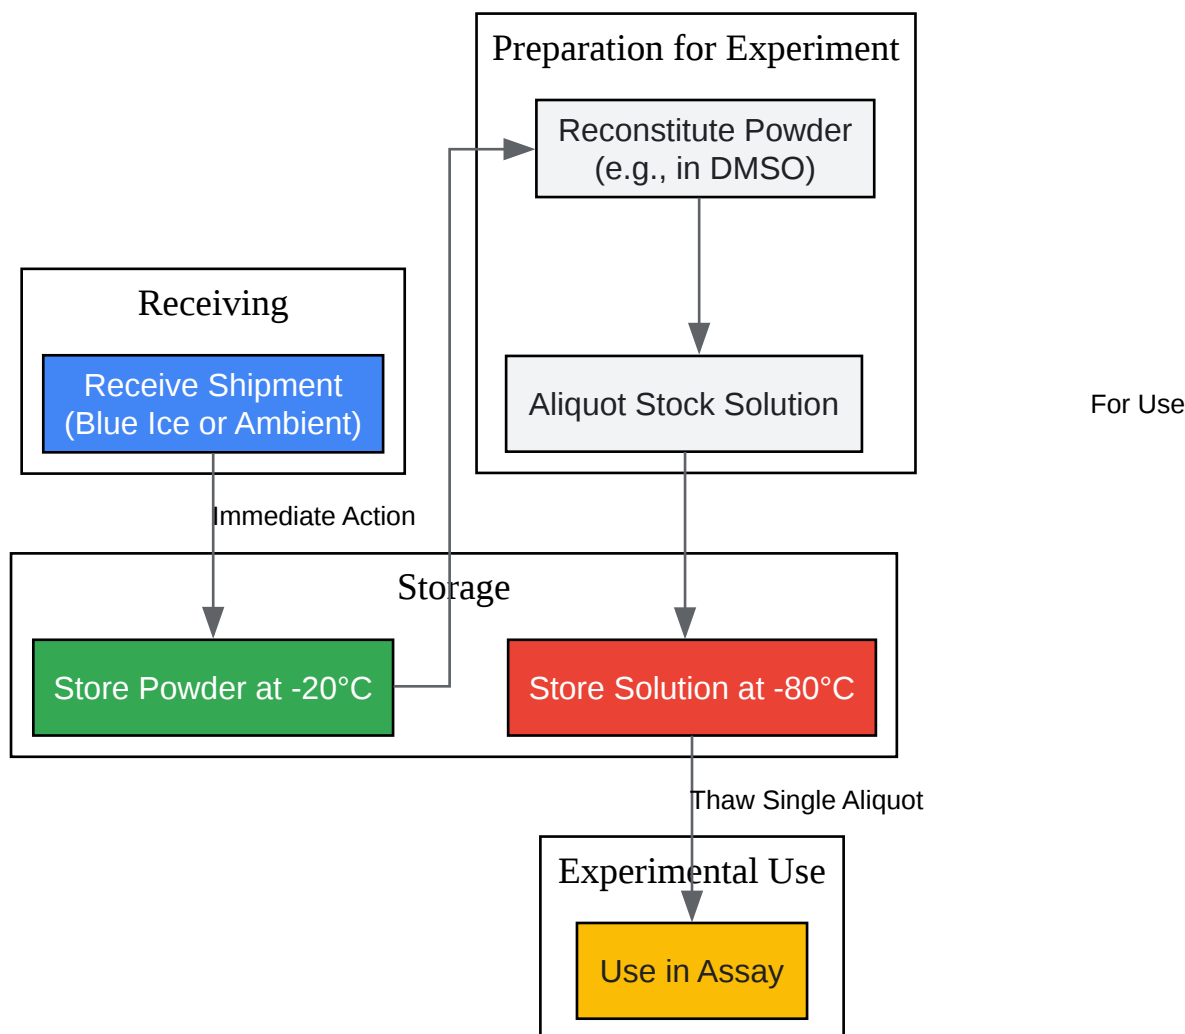 Preparation for Experiment
Reconstitute Powder
(e.g., in DMSO)
Receiving
Receive Shipment
(Blue Ice or Ambient)
Aliquot Stock Solution
For Use
Immediate Action
Storage
Store Powder at -20°C
Store Solution at -80°C
Thaw Single Aliquot
Experimental Use
Use in Assay